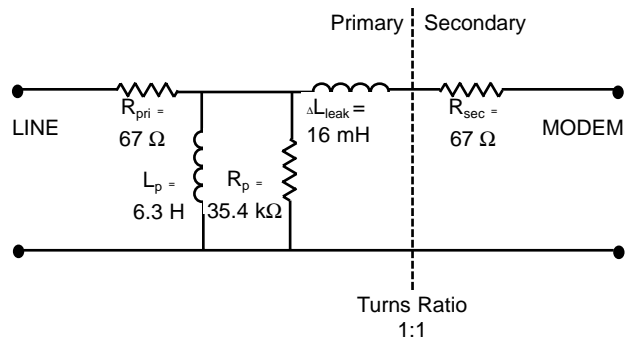 Primary Secondary
R_pri = 67 Ω
ΔL_leak = 16 mH
R_sec = 67 Ω
LINE
MODEM
L_p = 6.3 H
R_p = 35.4 kΩ
Turns Ratio
1:1